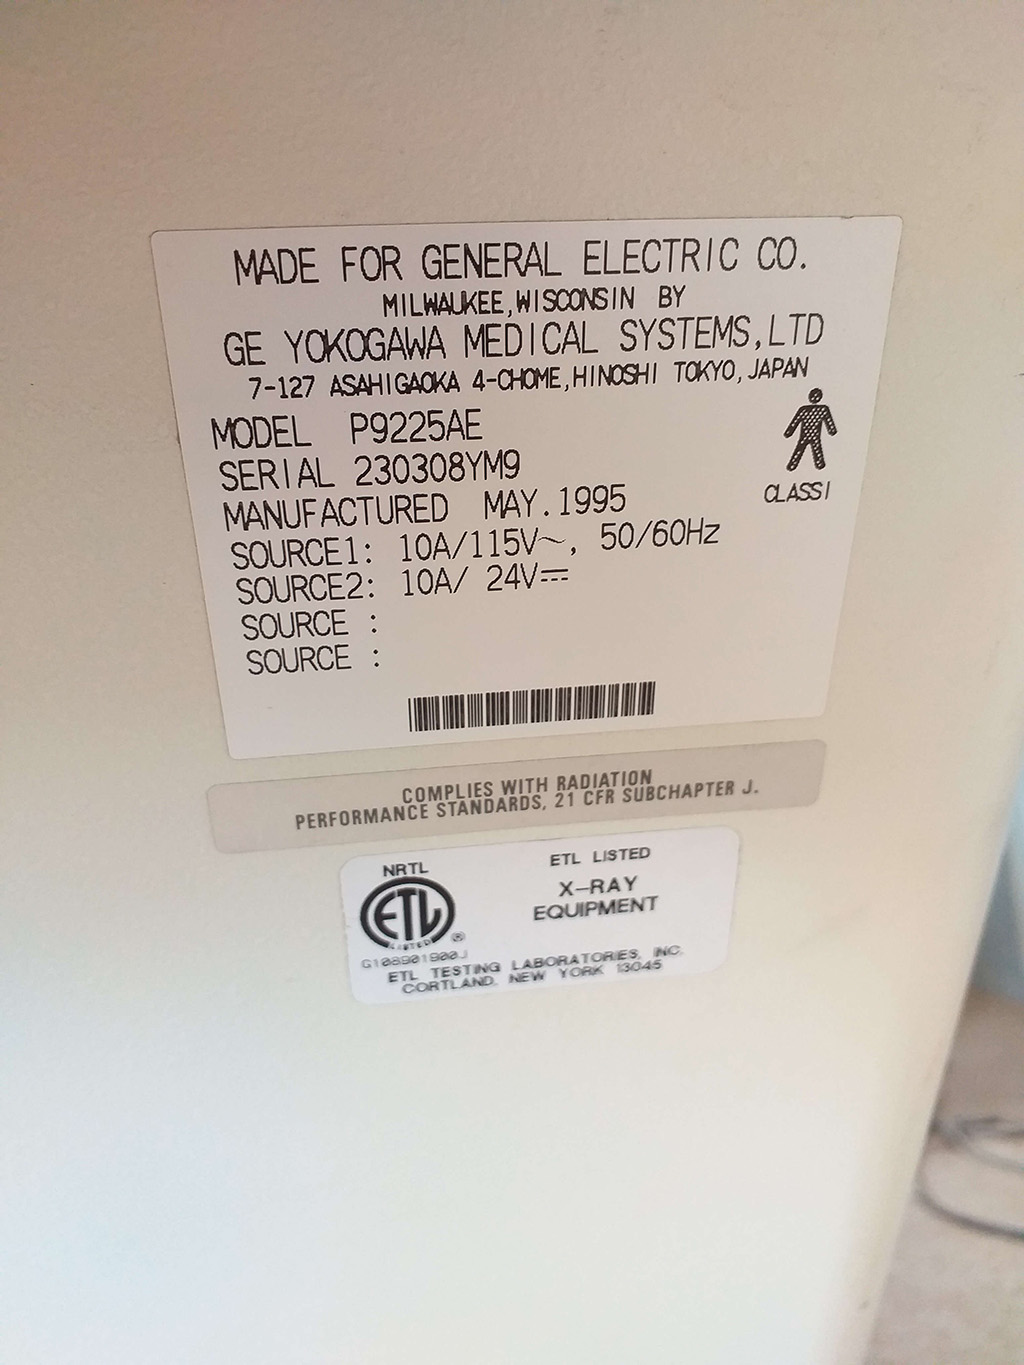 MADE FOR GENERAL ELECTRIC CO.
MILWAUKEE, WISCONSIN BY
GE YOKOGAWA MEDICAL SYSTEMS, LTD
7-127 ASAHIGAOKA 4-CHOME, HINOSHI TOKYO, JAPAN
MODEL P9225AE
SERIAL 230308YM9
MANUFACTURED MAY. 1995
SOURCE1: 10A/115V~, 50/60Hz
SOURCE2: 10A/ 24V⎓
SOURCE :
SOURCE :
CLASS I
COMPLIES WITH RADIATION
PERFORMANCE STANDARDS, 21 CFR SUBCHAPTER J.
NRTL
ETL
LISTED
®
G108901900J
ETL LISTED
X-RAY
EQUIPMENT
ETL TESTING LABORATORIES, INC.
CORTLAND, NEW YORK 13045